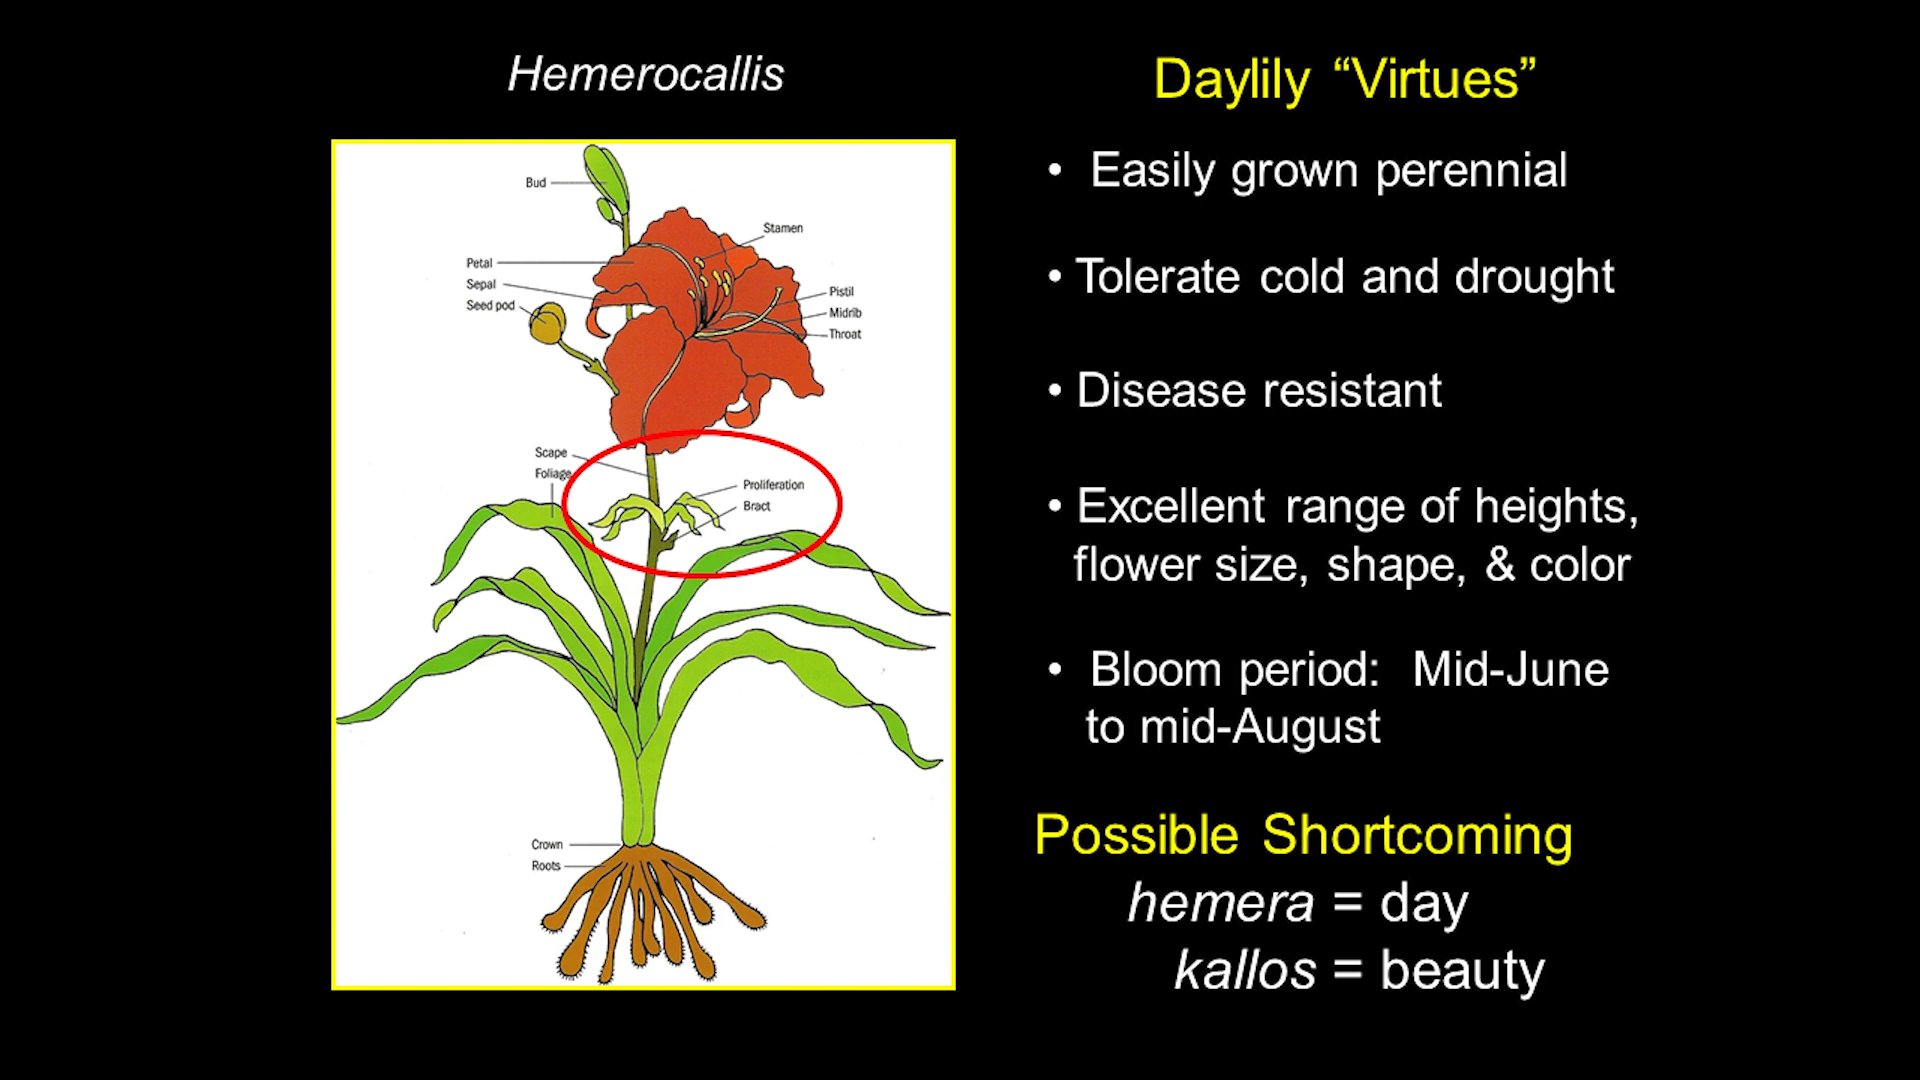 Hemerocallis
Bud
Stamen
Petal
Sepal
Seed pod
Pistil
Midrib
Throat
Scape
Foliage
Proliferation
Bract
Crown
Roots
Daylily “Virtues”
• Easily grown perennial
• Tolerate cold and drought
• Disease resistant
• Excellent range of heights,
flower size, shape, & color
• Bloom period: Mid-June
to mid-August
Possible Shortcoming
hemera = day
kallos = beauty